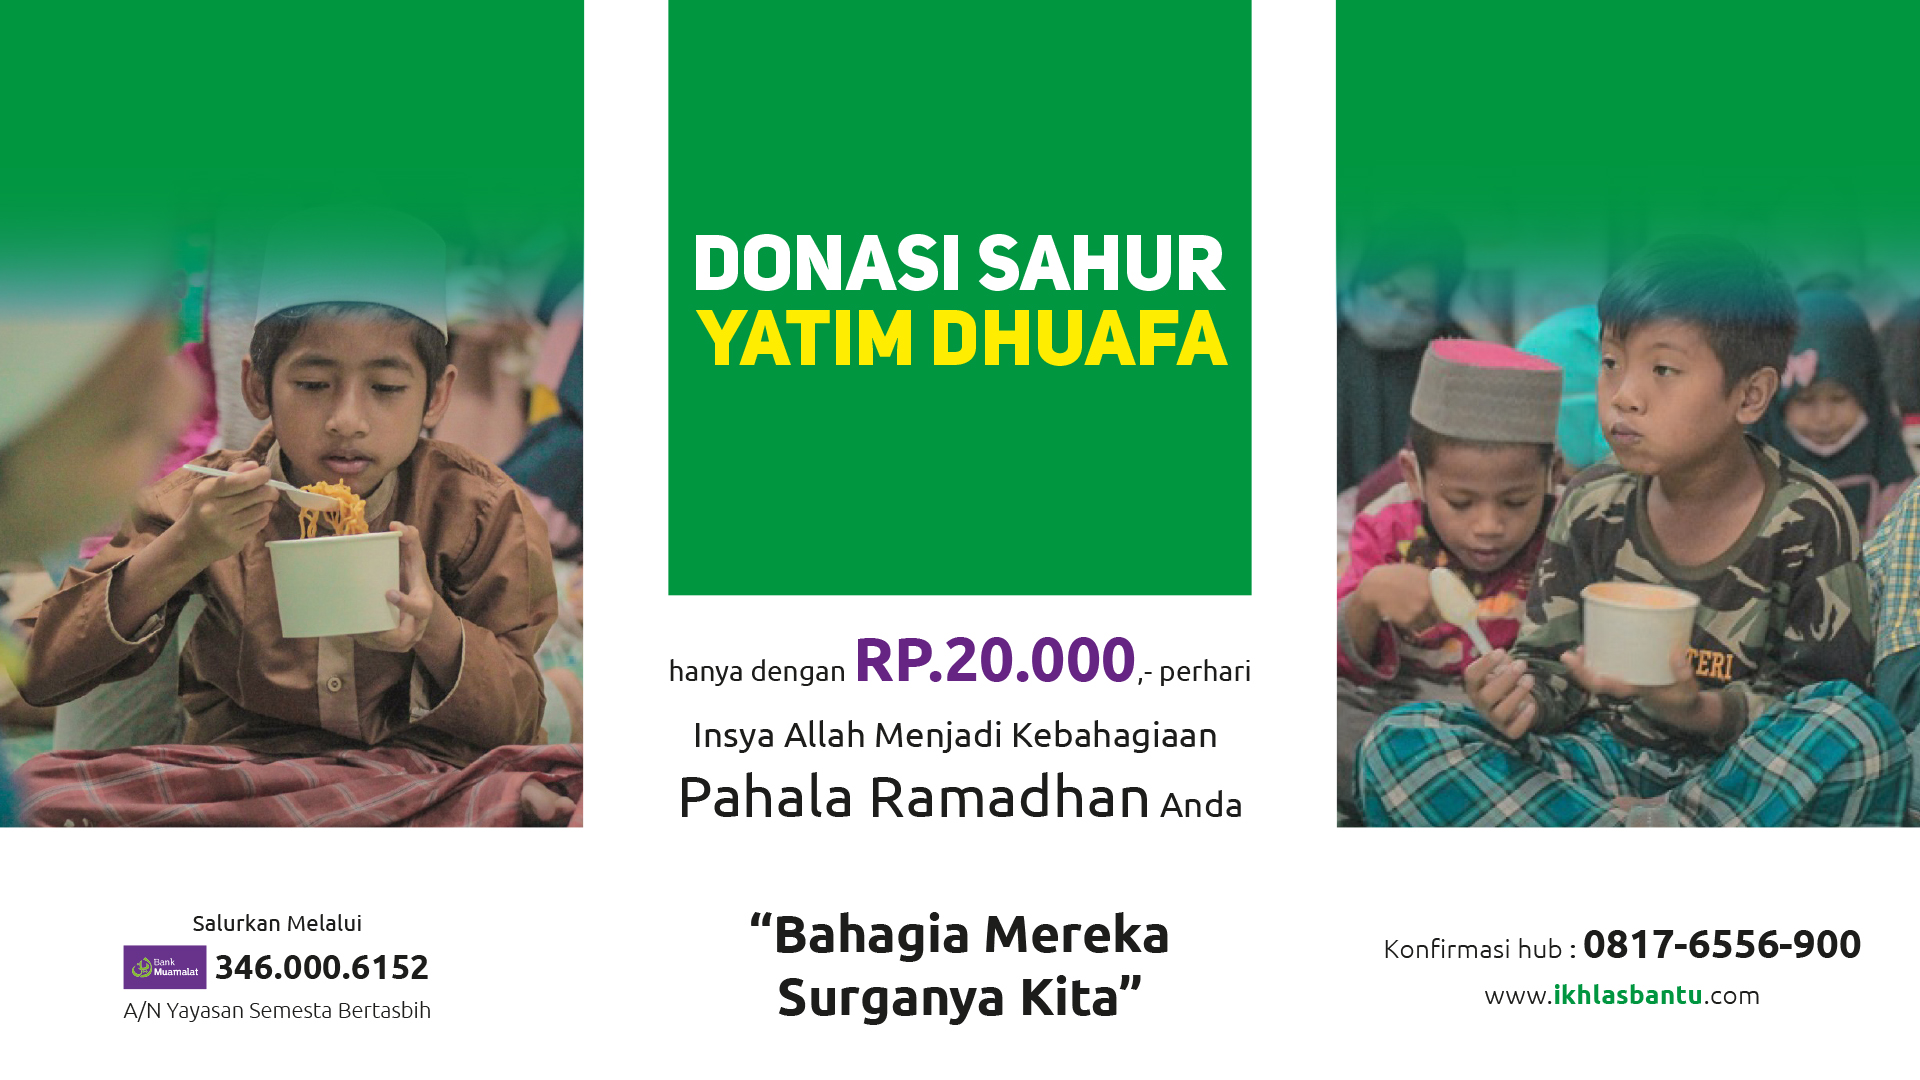 DONASI SAHUR
YATIM DHUAFA
hanya dengan RP.20.000,- perhari
Insya Allah Menjadi Kebahagiaan
Pahala Ramadhan Anda
Salurkan Melalui
Bank
Muamalat
346.000.6152
A/N Yayasan Semesta Bertasbih
“Bahagia Mereka
Surganya Kita”
Konfirmasi hub : 0817-6556-900
www.ikhlasbantu.com
TERI